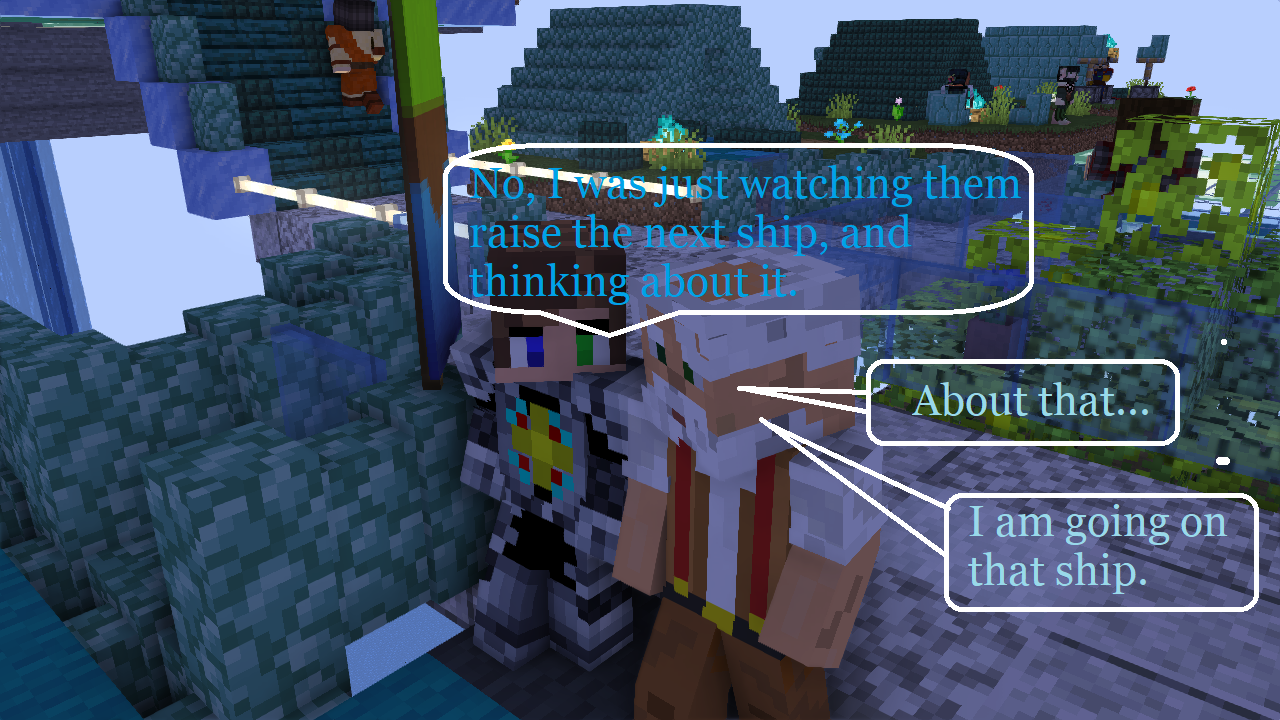 No, I was just watching them
raise the next ship, and
thinking about it.
About that...
I am going on
that ship.